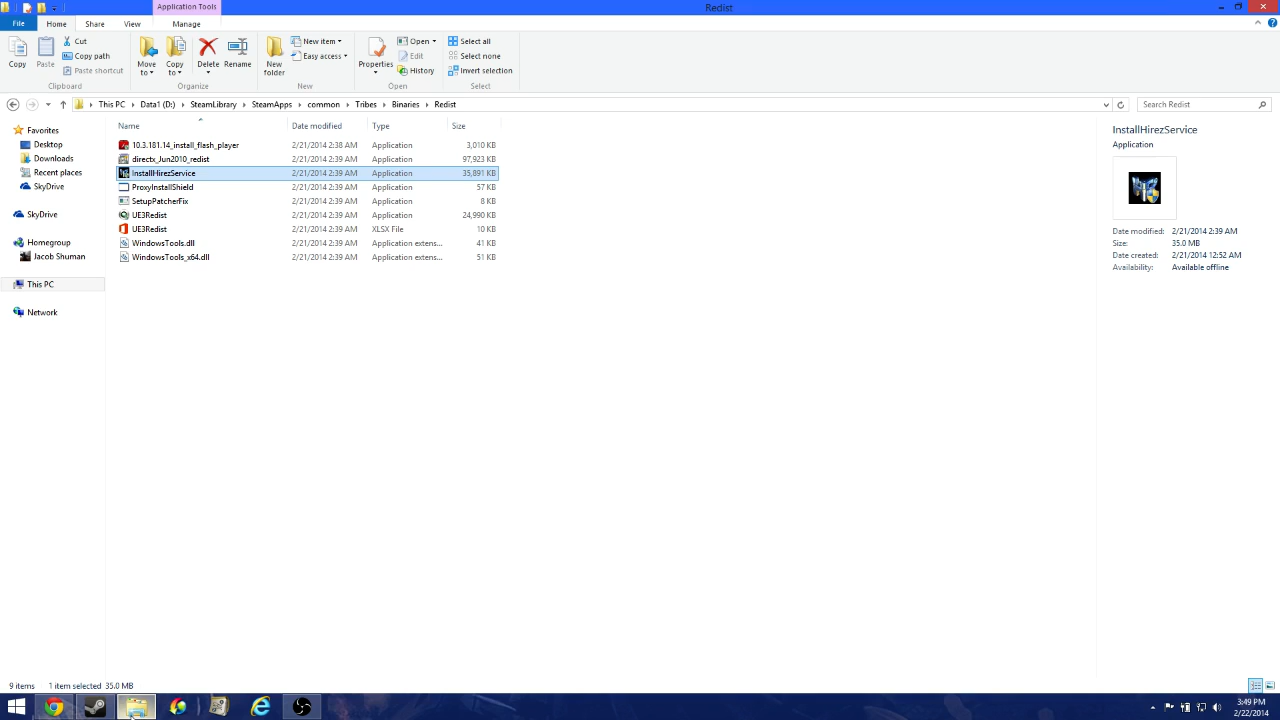 Application Tools
Redist
File Home Share View Manage
Copy
Paste
Cut
Copy path
Paste shortcut
Clipboard
Move to
Copy to
Delete
Rename
Organize
New folder
New item
Easy access
New
Properties
Open
Edit
History
Open
Select all
Select none
Invert selection
Select
This PC Data1 (D:) SteamLibrary SteamApps common Tribes Binaries Redist
Search Redist
Favorites
Desktop
Downloads
Recent places
SkyDrive
SkyDrive
Homegroup
Jacob Shuman
This PC
Network
Name Date modified Type Size
10.3.181.14_install_flash_player 2/21/2014 2:38 AM Application 3,010 KB
directx_Jun2010_redist 2/21/2014 2:39 AM Application 97,923 KB
InstallHirezService 2/21/2014 2:39 AM Application 35,891 KB
ProxyInstallShield 2/21/2014 2:39 AM Application 57 KB
SetupPatcherFix 2/21/2014 2:39 AM Application 8 KB
UE3Redist 2/21/2014 2:39 AM Application 24,990 KB
UE3Redist 2/21/2014 2:39 AM XLSX File 10 KB
WindowsTools.dll 2/21/2014 2:39 AM Application extens... 41 KB
WindowsTools_x64.dll 2/21/2014 2:39 AM Application extens... 51 KB
InstallHirezService
Application
Date modified: 2/21/2014 2:39 AM
Size: 35.0 MB
Date created: 2/21/2014 12:52 AM
Availability: Available offline
9 items 1 item selected 35.0 MB
3:49 PM
2/22/2014